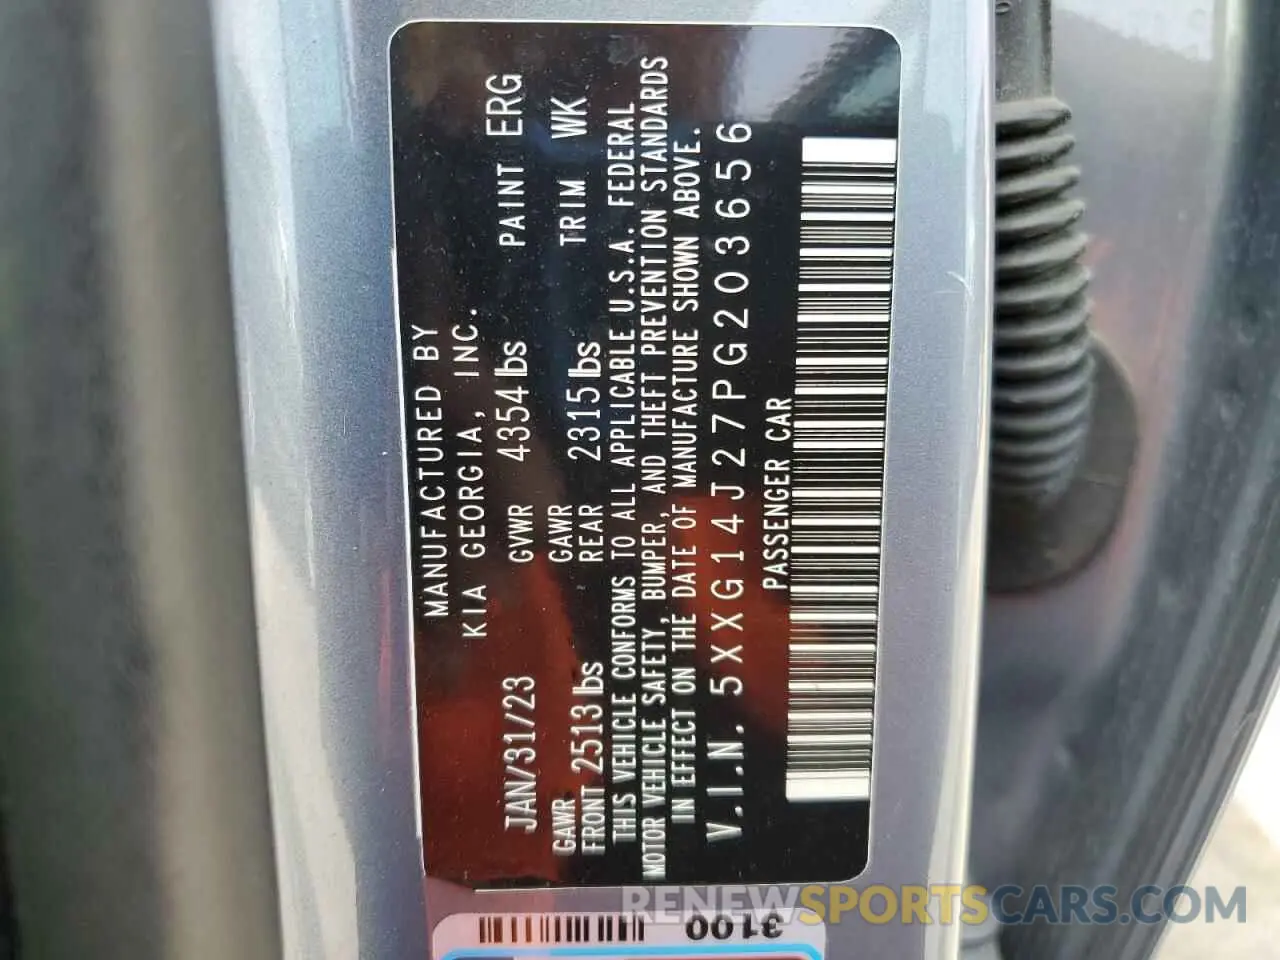 MANUFACTURED BY
KIA GEORGIA, INC.
JAN/31/23 GVWR 4354 lbs PAINT ERG
GAWR FRONT 2513 lbs GAWR REAR 2315 lbs TRIM WK
THIS VEHICLE CONFORMS TO ALL APPLICABLE U.S.A. FEDERAL
MOTOR VEHICLE SAFETY, BUMPER, AND THEFT PREVENTION STANDARDS
IN EFFECT ON THE DATE OF MANUFACTURE SHOWN ABOVE.
V.I.N. 5XXG14J27PG203656
PASSENGER CAR
3100
RENEWSPORTSCARS.COM